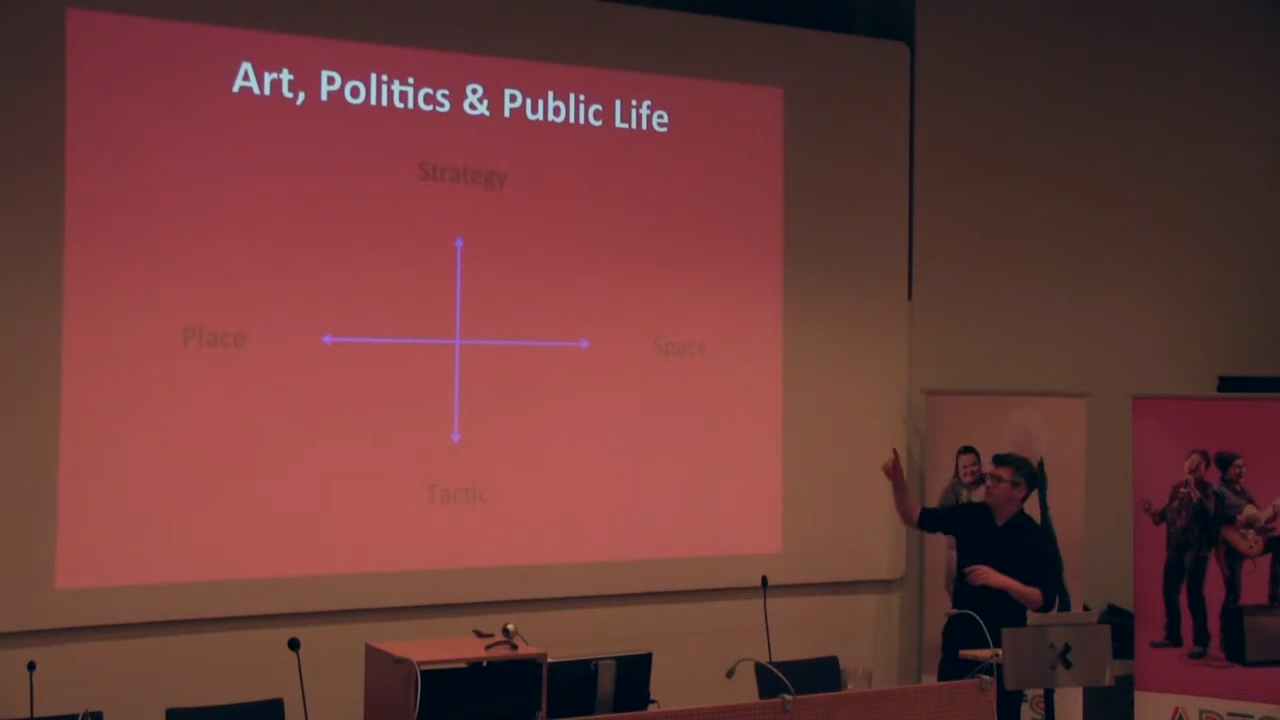 Art, Politics & Public Life
Strategy
Place
Space
Tactic